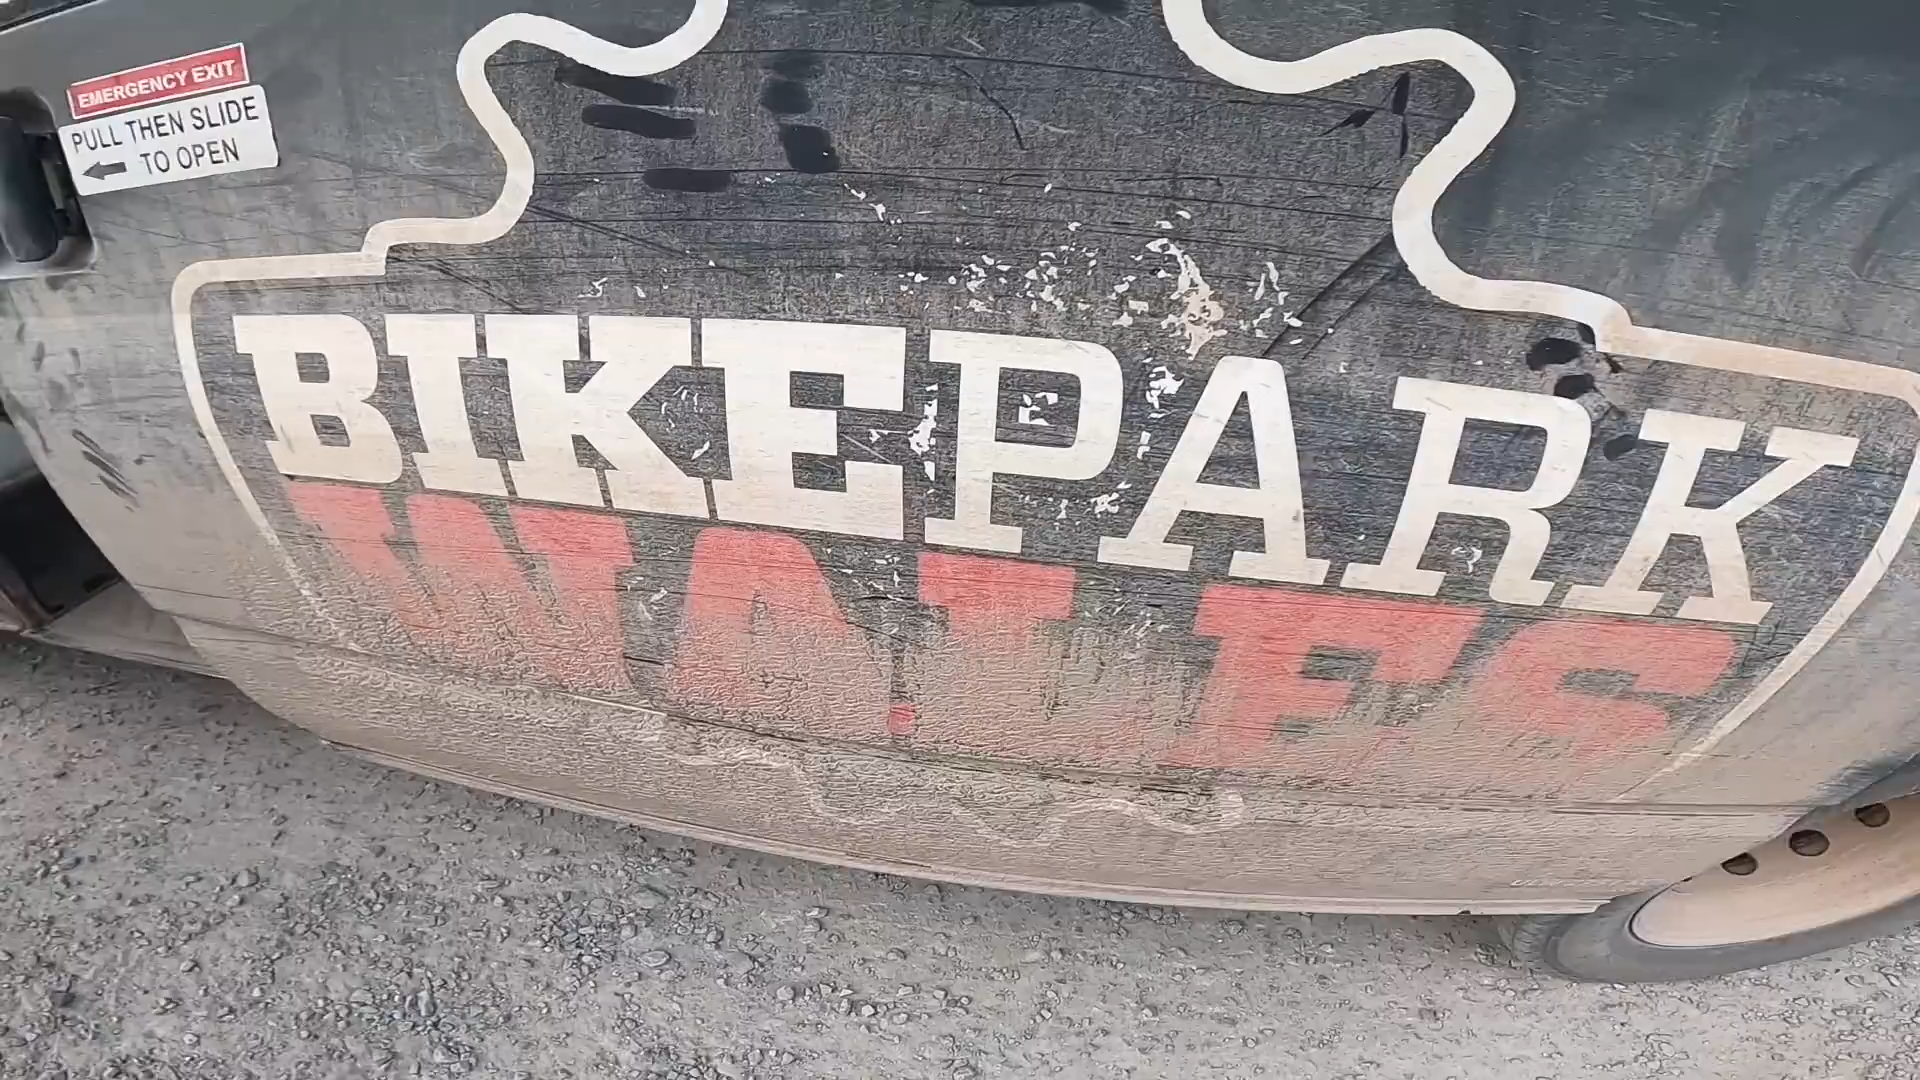 EMERGENCY EXIT
PULL THEN SLIDE
TO OPEN
BIKEPARK
WALES